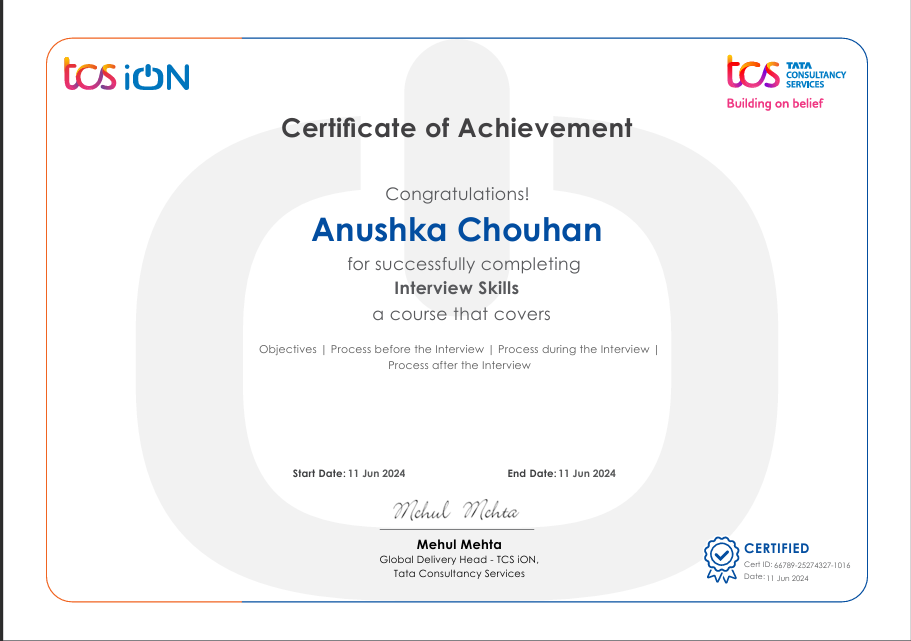 tcs iON
tcs TATA
CONSULTANCY
SERVICES
Building on belief
Certificate of Achievement
Congratulations!
Anushka Chouhan
for successfully completing
Interview Skills
a course that covers
Objectives | Process before the Interview | Process during the Interview |
Process after the Interview
Start Date: 11 Jun 2024 End Date: 11 Jun 2024
Mehul Mehta
Mehul Mehta
Global Delivery Head - TCS iON,
Tata Consultancy Services
CERTIFIED
Cert ID: 66789-25274327-1016
Date: 11 Jun 2024